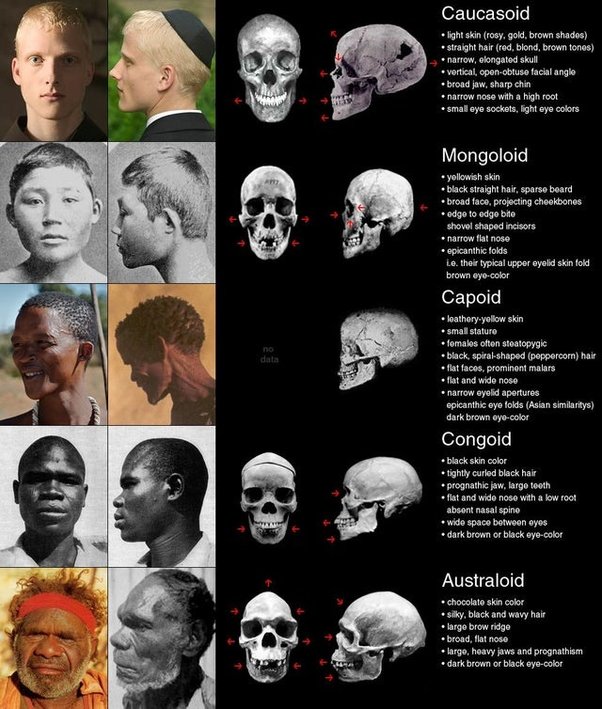 Caucasoid
• light skin (rosy, gold, brown shades)
• straight hair (red, blond, brown tones)
• narrow, elongated skull
• vertical, open-obtuse facial angle
• broad jaw, sharp chin
• narrow nose with a high root
• small eye sockets, light eye colors
Mongoloid
• yellowish skin
• black straight hair, sparse beard
• broad face, projecting cheekbones
• edge to edge bite
shovel shaped incisors
• narrow flat nose
• epicanthic folds
i.e. their typical upper eyelid skin fold
brown eye-color
no
data
Capoid
• leathery-yellow skin
• small stature
• females often steatopygic
• black, spiral-shaped (peppercorn) hair
• flat faces, prominent malars
• flat and wide nose
• narrow eyelid apertures
epicanthic eye folds (Asian similaritys)
dark brown eye-color
Congoid
• black skin color
• tightly curled black hair
• prognathic jaw, large teeth
• flat and wide nose with a low root
absent nasal spine
• wide space between eyes
• dark brown or black eye-color
Australoid
• chocolate skin color
• silky, black and wavy hair
• large brow ridge
• broad, flat nose
• large, heavy jaws and prognathism
• dark brown or black eye-color